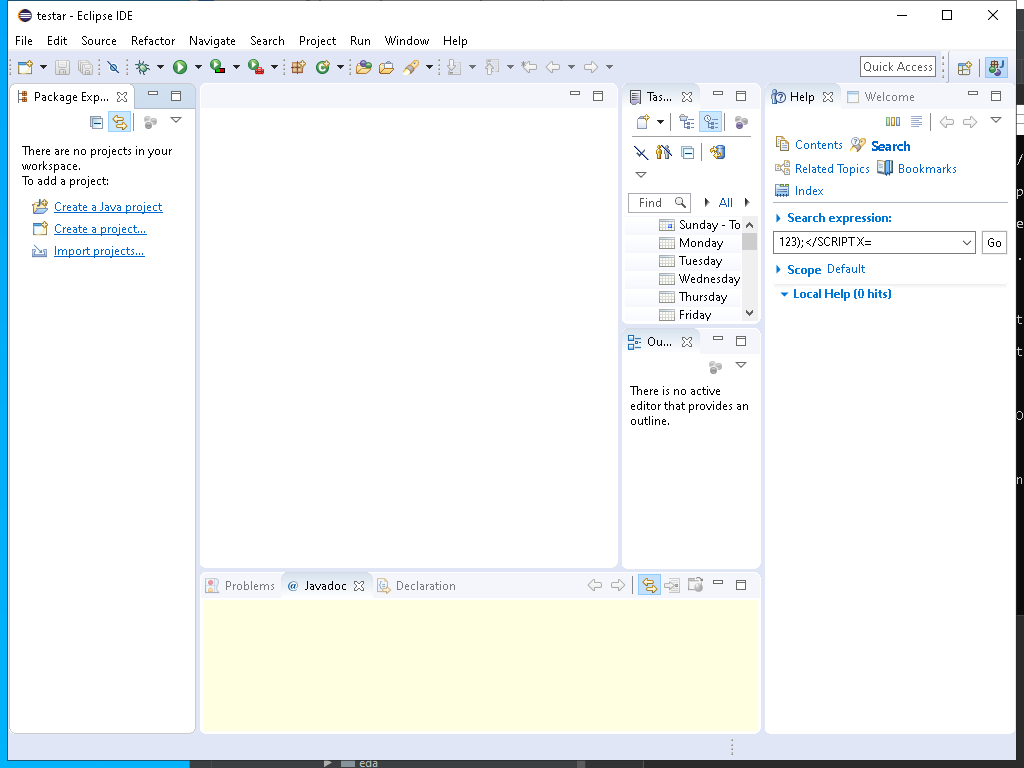 testar - Eclipse IDE
File Edit Source Refactor Navigate Search Project Run Window Help
Quick Access
Package Exp...
There are no projects in your
workspace.
To add a project:
Create a Java project
Create a project...
Import projects...
Tas...
Find
All
Sunday - To
Monday
Tuesday
Wednesday
Thursday
Friday
Ou...
There is no active
editor that provides an
outline.
Help Welcome
Contents Search
Related Topics Bookmarks
Index
Search expression:
123);</SCRIPT X=
Go
Scope Default
Local Help (0 hits)
Problems @ Javadoc Declaration
eda